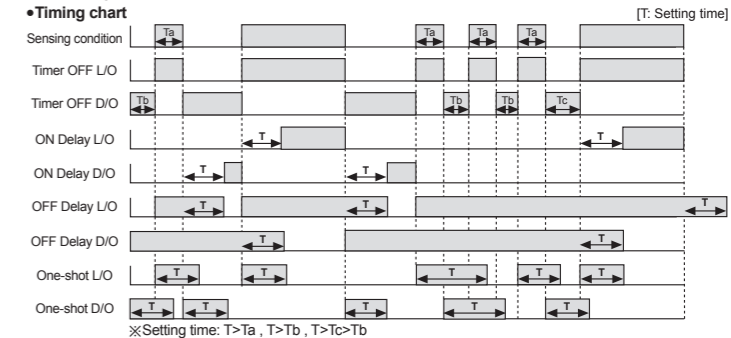 •Timing chart
[T: Setting time]
Sensing condition Ta Ta Ta Ta
Timer OFF L/O
Timer OFF D/O Tb Tb Tb Tc
ON Delay L/O T T
ON Delay D/O T T
OFF Delay L/O T T T
OFF Delay D/O T T
One-shot L/O T T T T T
One-shot D/O T T T T T
※Setting time: T>Ta , T>Tb , T>Tc>Tb